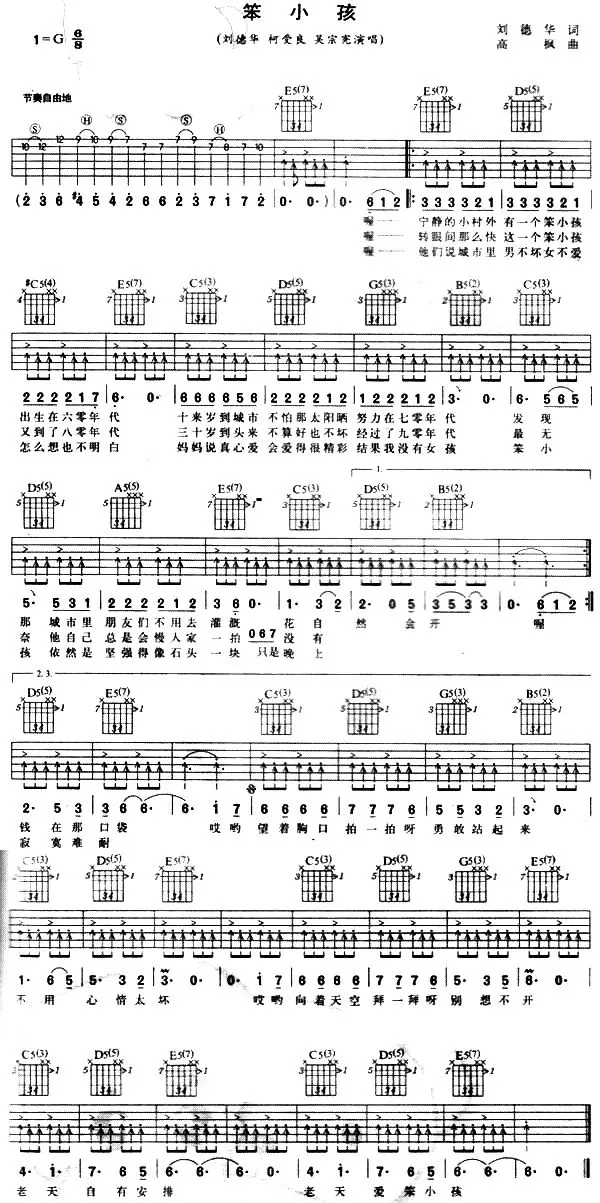 笨小孩
1=G 6/8
(刘德华 柯受良 吴宗宪演唱)
刘德华 词
高枫 曲
节奏自由地
E5(7) E5(7) D5(5)
(2 3 6 #4 5 4 2 6 6 2 3 7 1 7 2 0· 0·) 0· 6 1 2 3 3 3 3 2 1 3 3 3 3 2 1
喔—— 宁静的小村外 有一个笨小孩
喔—— 转眼间那么快 这一个笨小孩
喔—— 他们说城市里 男不坏女不爱
#C5(4) E5(7) C5(3) D5(5) G5(3) B5(2) C5(3)
2 2 2 2 1 7 6· 0· 6 6 6 6 5 6 2 2 2 2 1 2 2 2 2 2 1 7 3· 0· 6· 5 6 5
出生在六零年代 十来岁到城市 不怕那太阳晒 努力在七零年代 发现
又到了八零年代 三十岁到头来 不算好也不坏 经过了九零年代 最无
怎么想也不明白 妈妈说真心爱 会爱得很精彩 结果我没有女孩 笨小
1.
D5(5) A5(5) E5(7) C5(3) D5(5) B5(2)
5· 5 3 1 2 2 2 2 1 2 3 6 0 1· 3 2 2· 0 5 3 5 3 3 0· 6 1 2
那 城市里 朋友们不用去 灌溉 花自然 会开 喔
奈 他自己 总是会慢人家 一拍 0 6 7 没有
孩 依然是 坚强得像石头 一块 只是晚上
2.3.
D5(5) E5(7) C5(3) D5(5) G5(3) B5(2)
2· 5 3 3 6 6· 6· 1 7 6 6 6 6 7 7 7 6 5 5 3 2 3· 0·
钱 在那 口袋 哎哟 望着胸口 拍一拍呀 勇敢站起来
寂 寞难 耐
C5(3) D5(5) E5(7) C5(3) D5(5) G5(3) E5(7)
1· 6 5 5· 3 2 3· 0· 0· 1 7 6 6 6 6 7 7 7 6 5 5 3 5 6· 0·
不用 心情太坏 哎哟 向着天空 拜一拜呀 别想不开
C5(3) D5(5) E5(7) C5(3) D5(5) E5(7)
4· 1· 7· 6 5 6· 6· 6· 0· 4· 1· 7· 6 5 6· 6· 6· 0·
老天 自有安排 老天 爱笨小孩